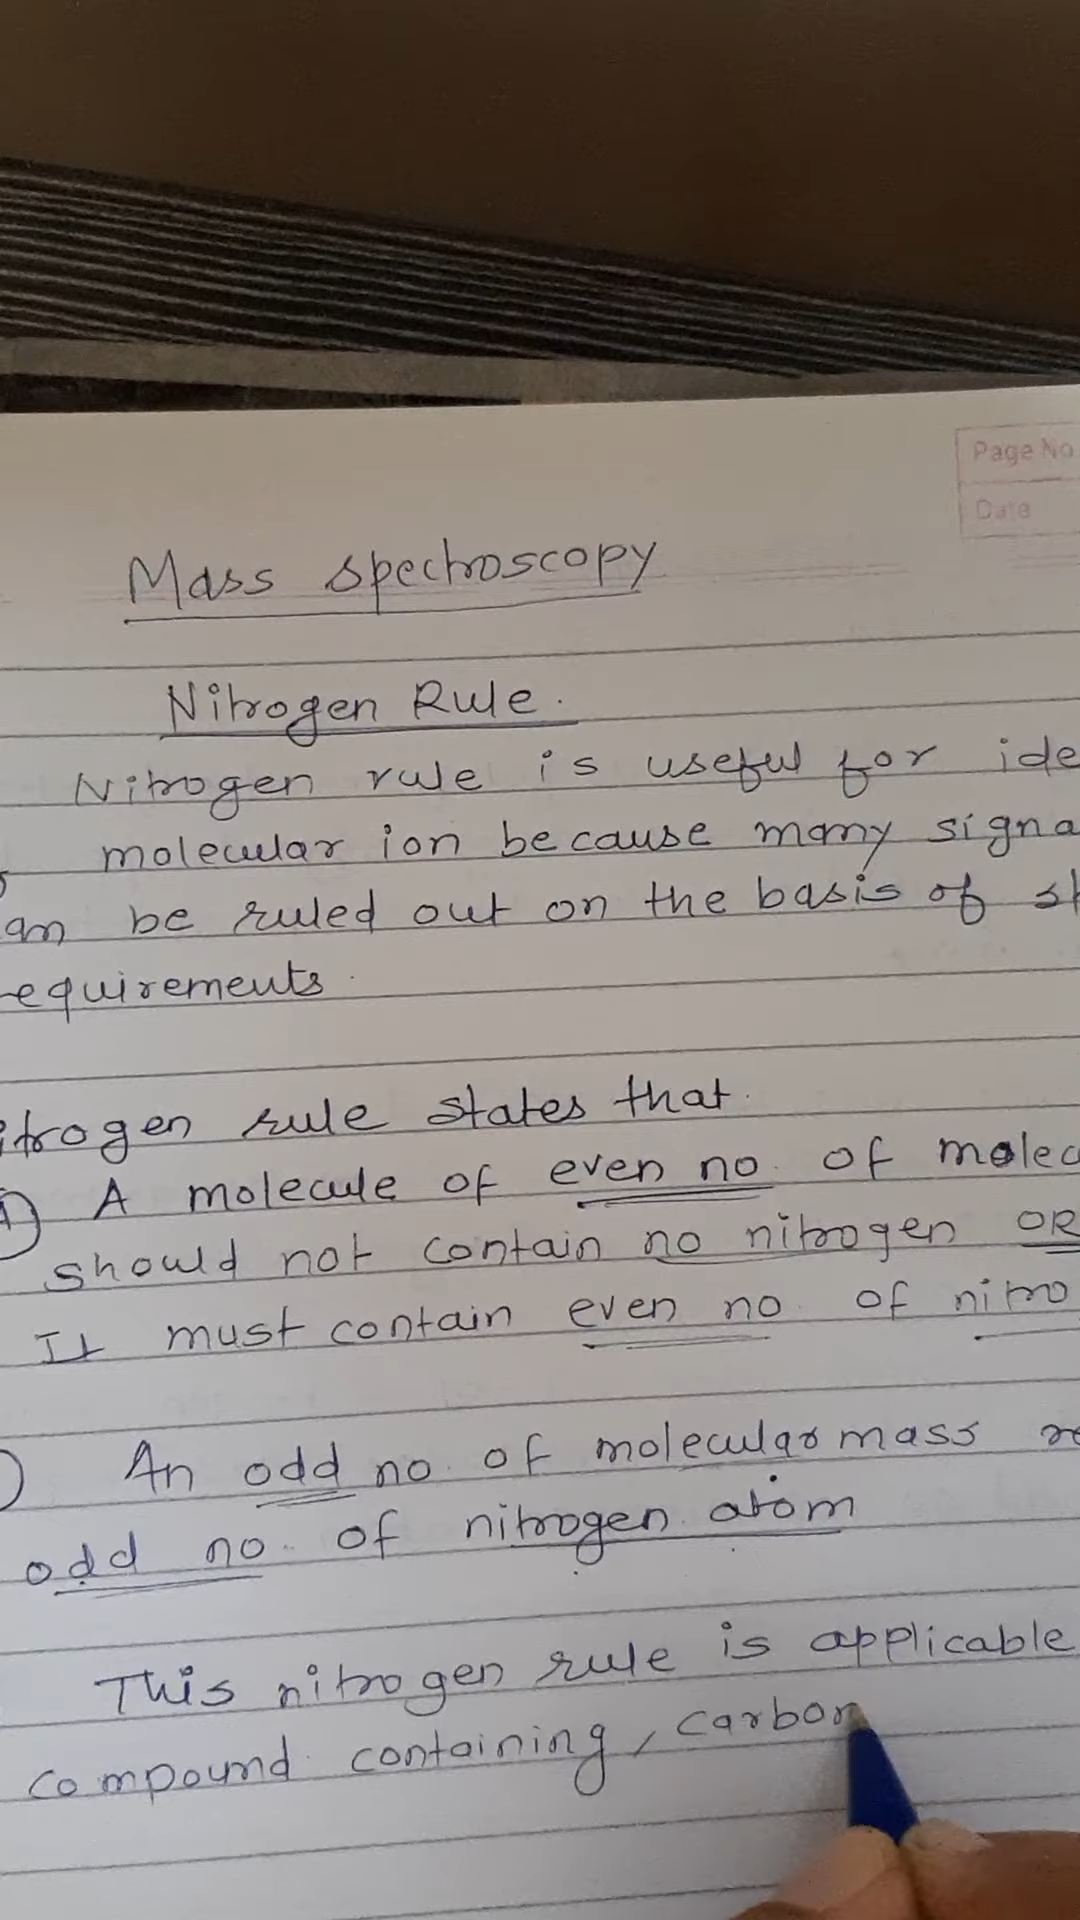 Page No
Date
Mass spectroscopy
Nitrogen Rule.
Nitrogen rule is useful for ide
molecular ion because many signa
an be ruled out on the basis of
equirements
itrogen rule states that.
A molecule of even no. of molec
should not contain no nitrogen OR
It must contain even no. of nitro
An odd no. of molecular mass re
odd no. of nitrogen atom
This nitrogen rule is applicable
compound containing, carbon